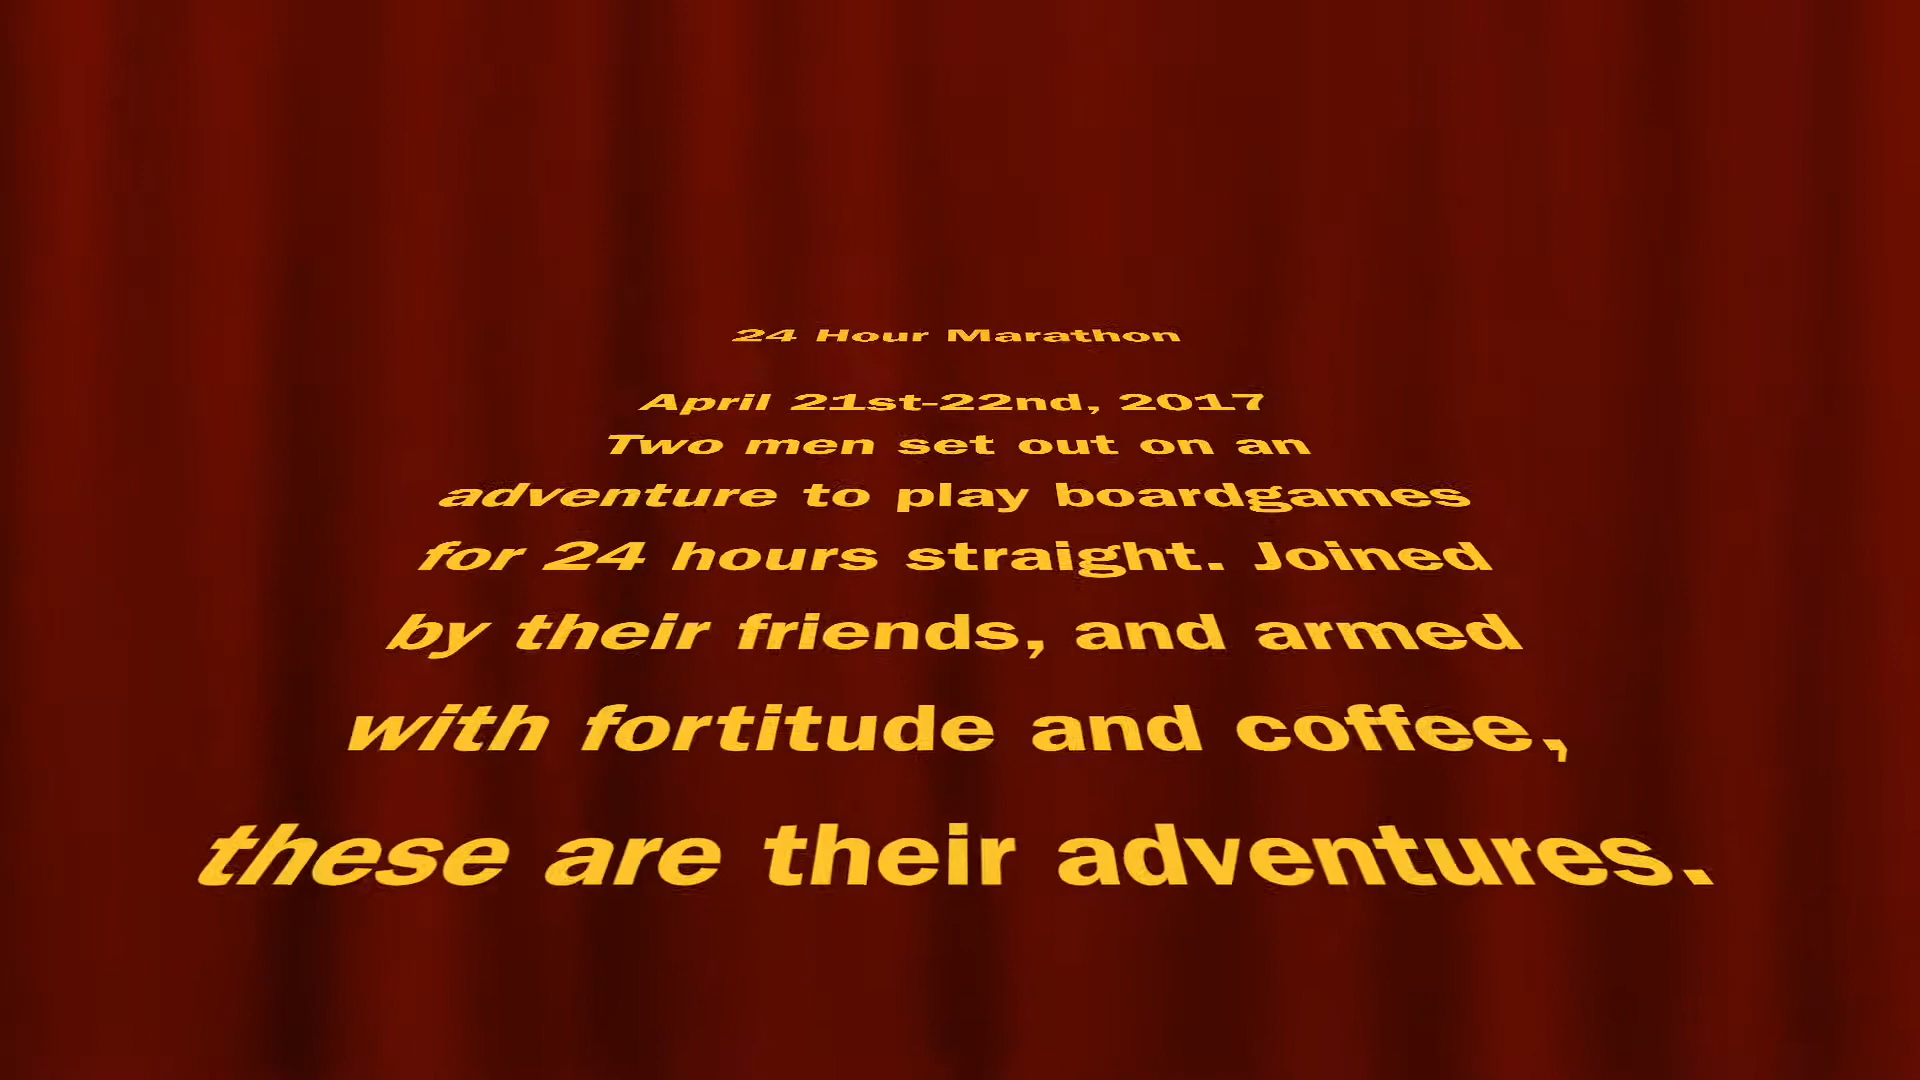 24 Hour Marathon
April 21st-22nd, 2017
Two men set out on an
adventure to play boardgames
for 24 hours straight. Joined
by their friends, and armed
with fortitude and coffee,
these are their adventures.